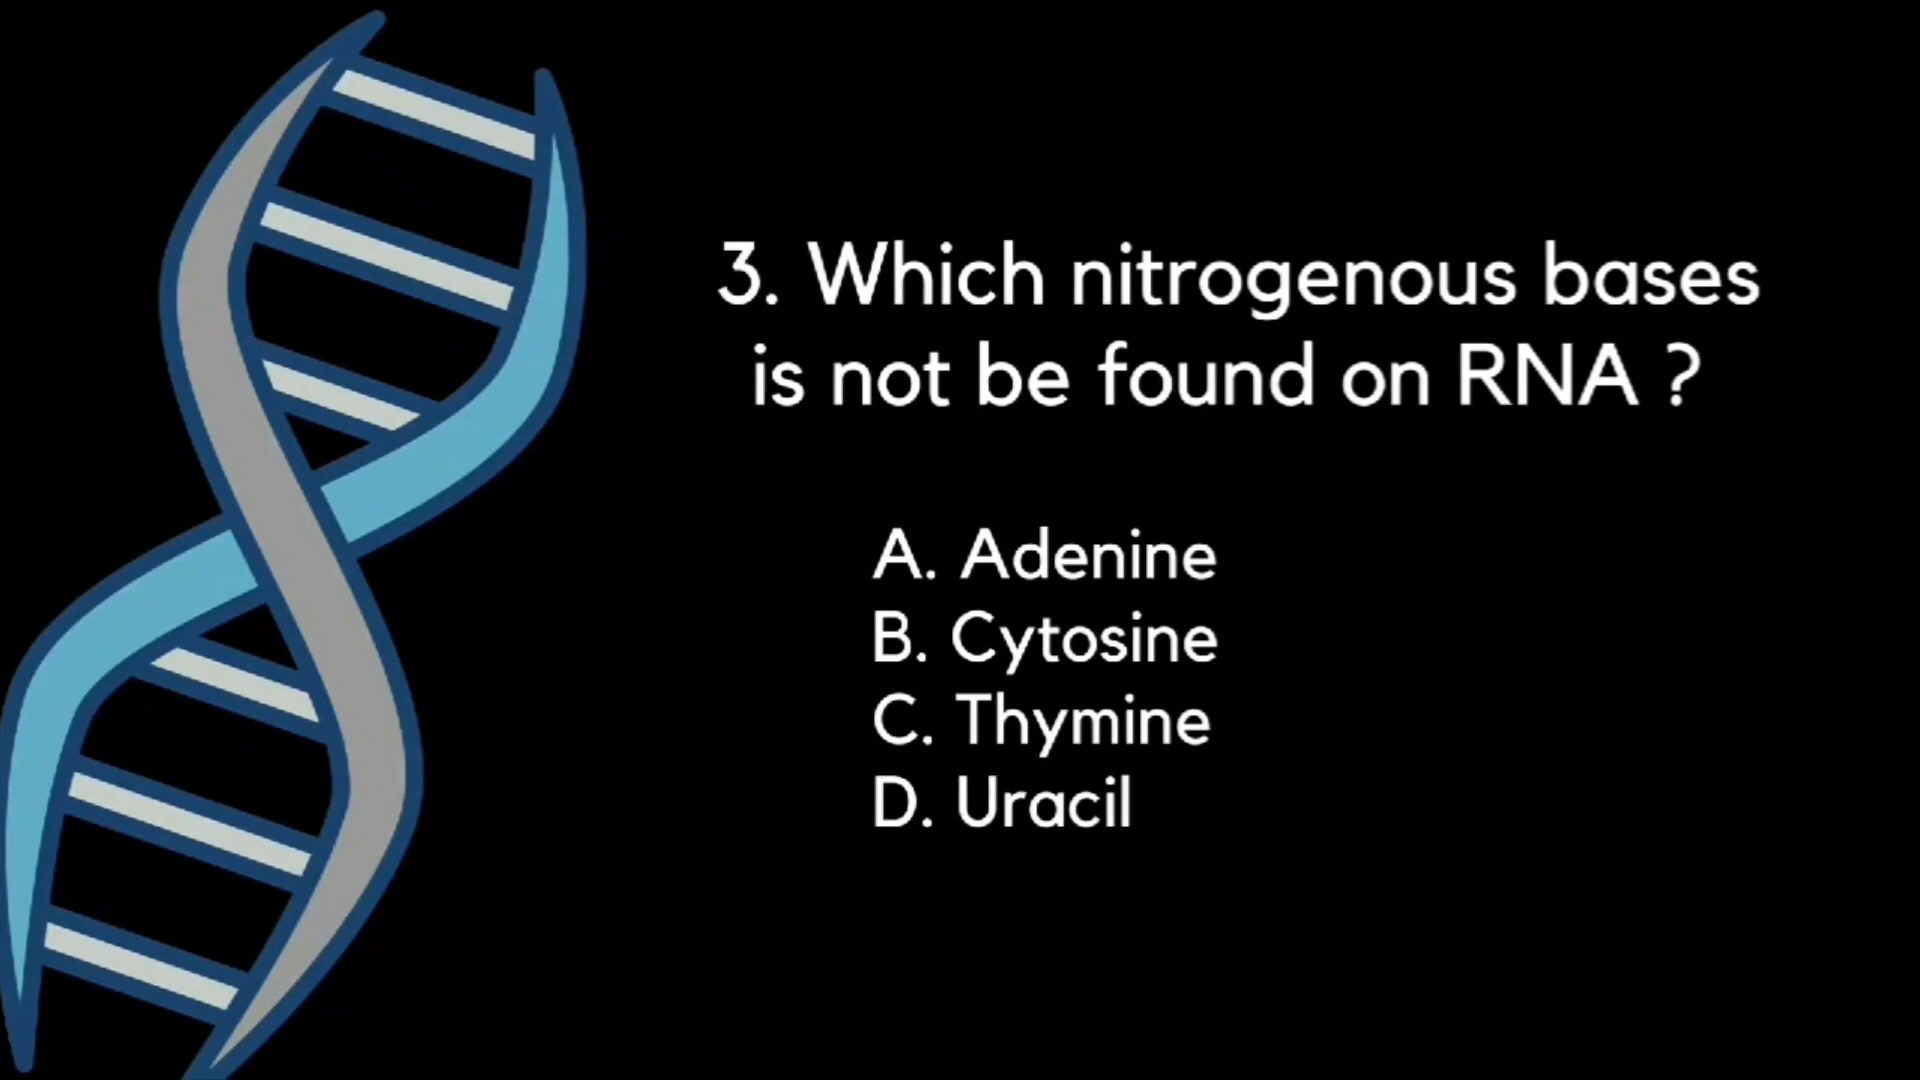 3. Which nitrogenous bases
is not be found on RNA ?
A. Adenine
B. Cytosine
C. Thymine
D. Uracil